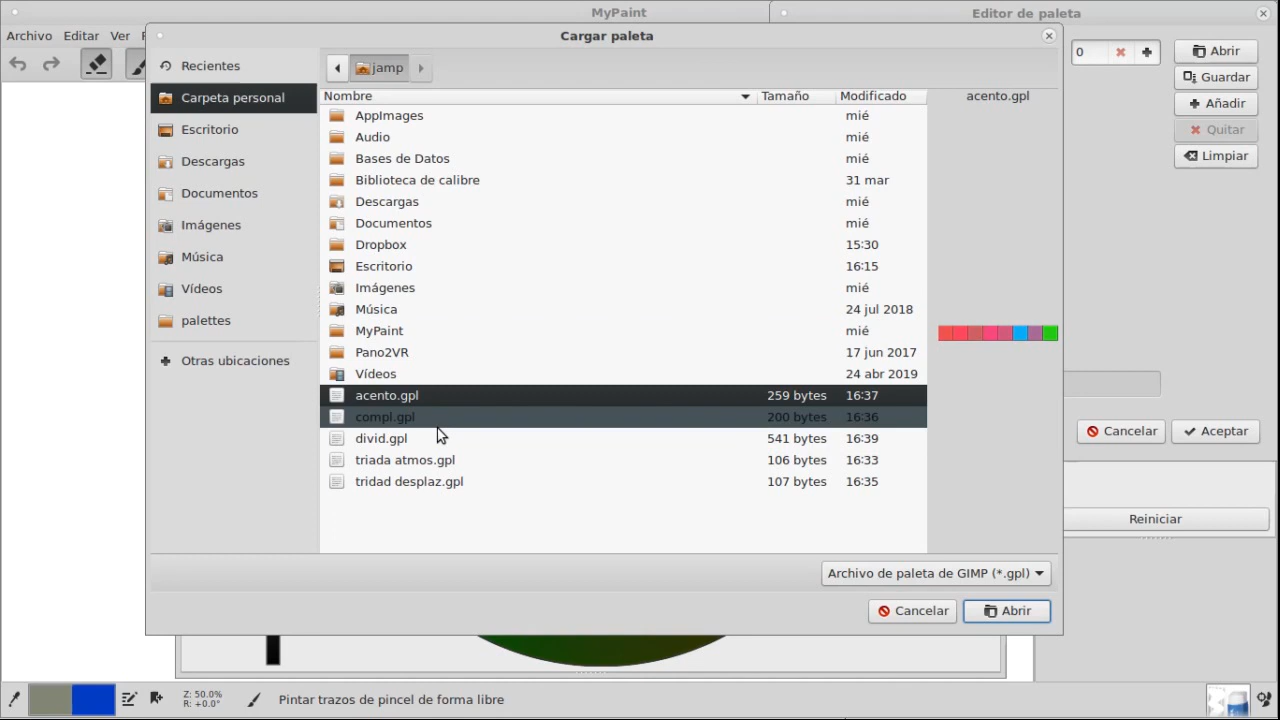 MyPaint
Editor de paleta
Archivo Editar Ver
Cargar paleta
0
Abrir
Guardar
Añadir
Quitar
Limpiar
Recientes
Carpeta personal
Escritorio
Descargas
Documentos
Imágenes
Música
Vídeos
palettes
Otras ubicaciones
jamp
Nombre Tamaño Modificado
AppImages mié
Audio mié
Bases de Datos mié
Biblioteca de calibre 31 mar
Descargas mié
Documentos mié
Dropbox 15:30
Escritorio 16:15
Imágenes mié
Música 24 jul 2018
MyPaint mié
Pano2VR 17 jun 2017
Vídeos 24 abr 2019
acento.gpl 259 bytes 16:37
compl.gpl 200 bytes 16:36
divid.gpl 541 bytes 16:39
triada atmos.gpl 106 bytes 16:33
tridad desplaz.gpl 107 bytes 16:35
acento.gpl
Archivo de paleta de GIMP (*.gpl)
Cancelar Abrir
Cancelar Aceptar
Reiniciar
Z: 50.0%
R: +0.0°
Pintar trazos de pincel de forma libre